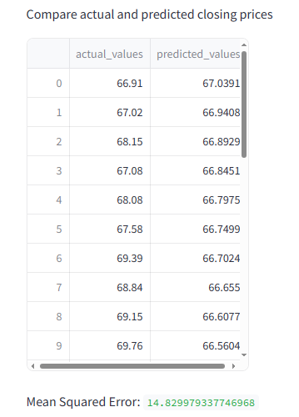 Compare actual and predicted closing prices
actual_values predicted_values
0 66.91 67.0391
1 67.02 66.9408
2 68.15 66.8929
3 67.08 66.8451
4 68.08 66.7975
5 67.58 66.7499
6 69.39 66.7024
7 68.84 66.655
8 69.15 66.6077
9 69.76 66.5604
Mean Squared Error: 14.829979337746968